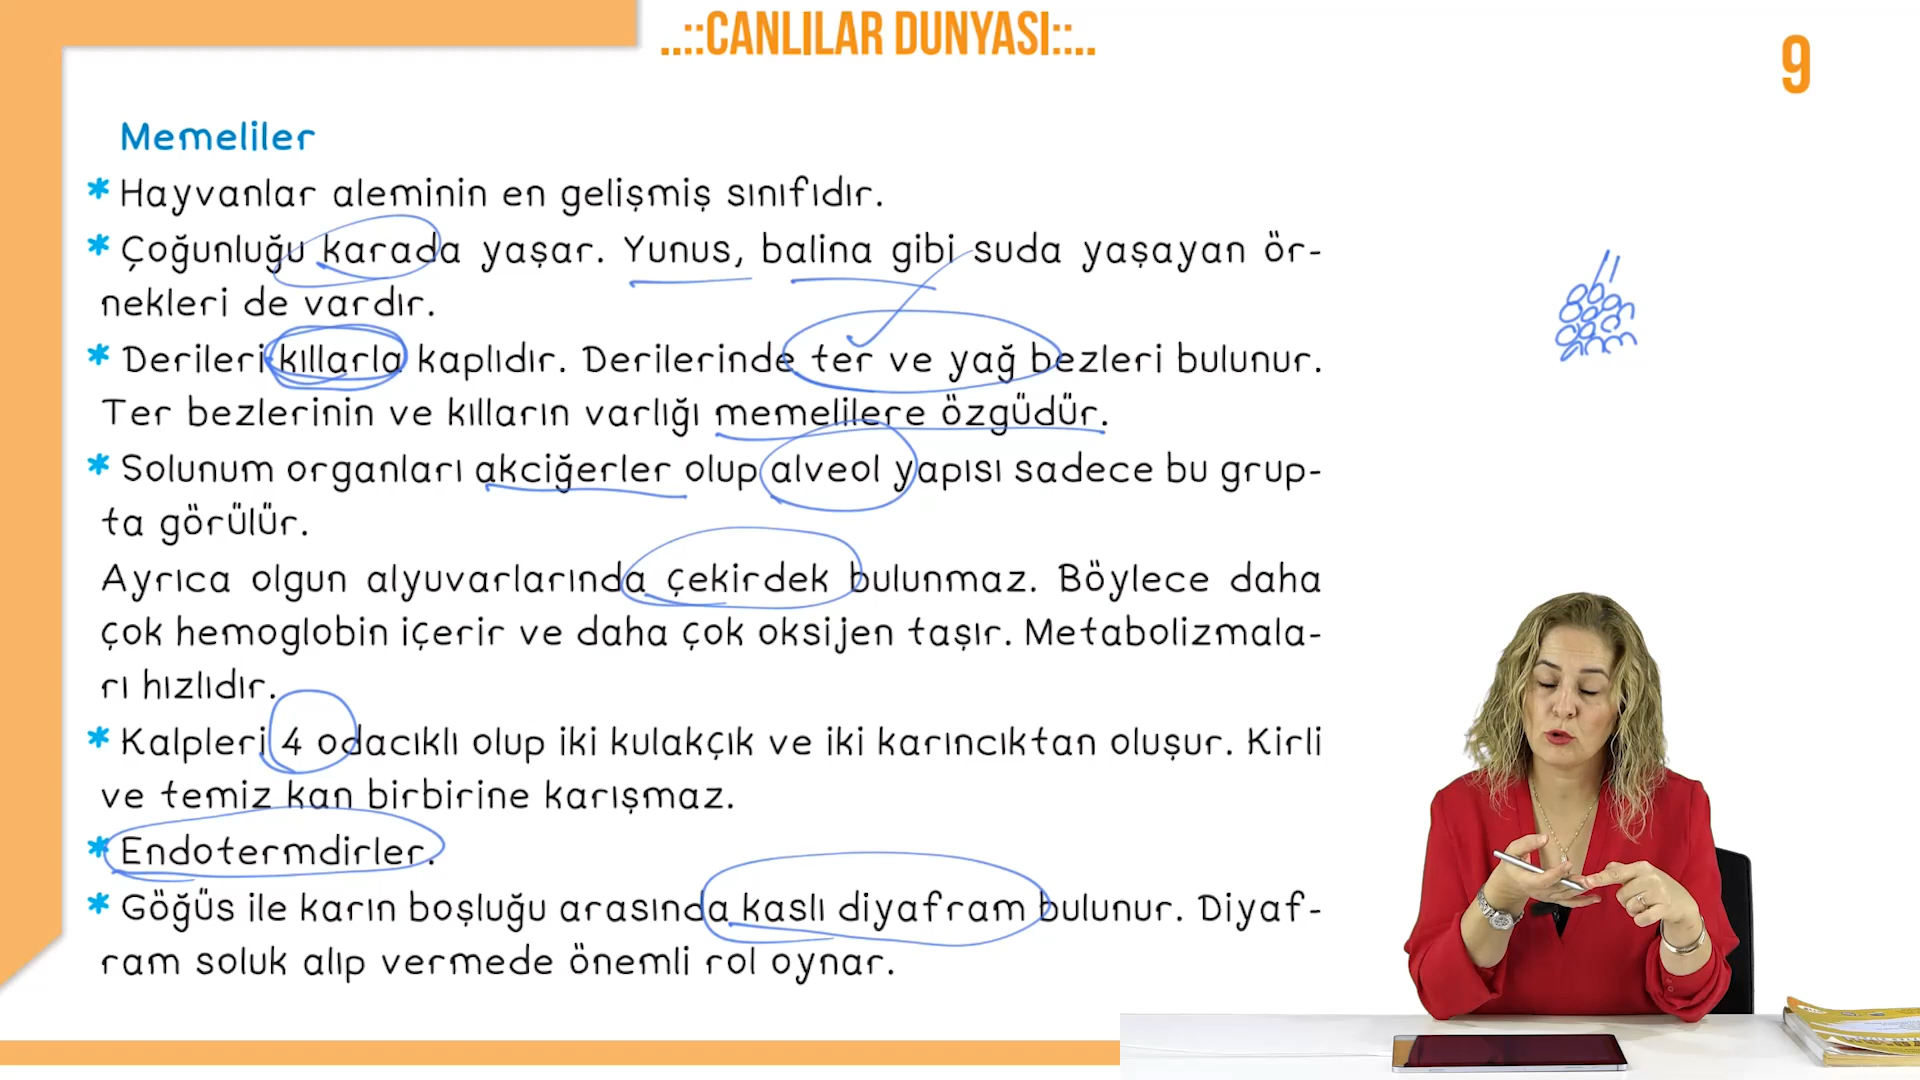 ..::CANLILAR DUNYASI::..
9
Memeliler
* Hayvanlar aleminin en gelişmiş sınıfıdır.
* Çoğunluğu karada yaşar. Yunus, balina gibi suda yaşayan ör-
nekleri de vardır.
* Derileri kıllarla kaplıdır. Derilerinde ter ve yağ bezleri bulunur.
Ter bezlerinin ve kılların varlığı memelilere özgüdür.
* Solunum organları akciğerler olup alveol yapısı sadece bu grup-
ta görülür.
Ayrıca olgun alyuvarlarında çekirdek bulunmaz. Böylece daha
çok hemoglobin içerir ve daha çok oksijen taşır. Metabolizmala-
rı hızlıdır.
* Kalpleri 4 odacıklı olup iki kulakçık ve iki karıncıktan oluşur. Kirli
ve temiz kan birbirine karışmaz.
* Endotermdirler.
* Göğüs ile karın boşluğu arasında kaslı diyafram bulunur. Diyaf-
ram soluk alıp vermede önemli rol oynar.